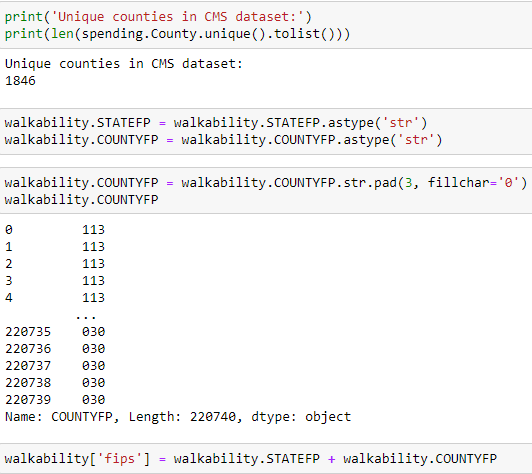 print('Unique counties in CMS dataset:')
print(len(spending.County.unique().tolist()))
Unique counties in CMS dataset:
1846
walkability.STATEFP = walkability.STATEFP.astype('str')
walkability.COUNTYFP = walkability.COUNTYFP.astype('str')
walkability.COUNTYFP = walkability.COUNTYFP.str.pad(3, fillchar='0')
walkability.COUNTYFP
0 113
1 113
2 113
3 113
4 113
...
220735 030
220736 030
220737 030
220738 030
220739 030
Name: COUNTYFP, Length: 220740, dtype: object
walkability['fips'] = walkability.STATEFP + walkability.COUNTYFP